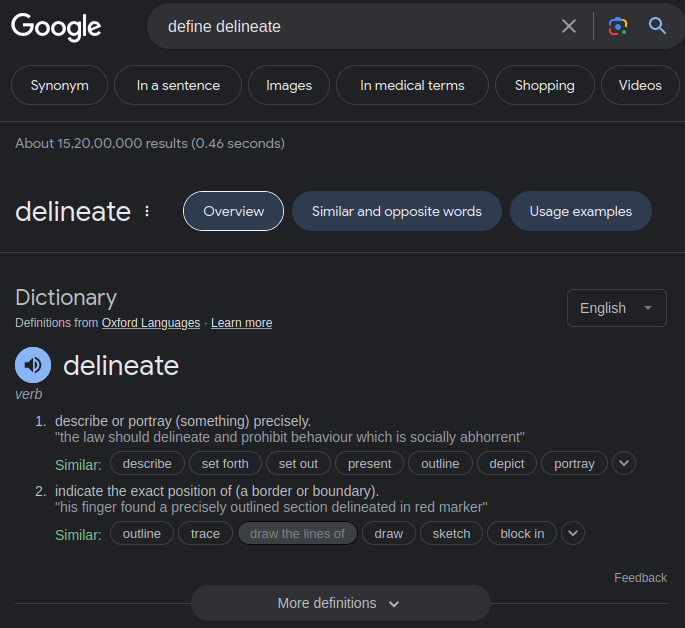 Google
define delineate
Synonym In a sentence Images In medical terms Shopping Videos
About 15,20,00,000 results (0.46 seconds)
delineate Overview Similar and opposite words Usage examples
Dictionary
English
Definitions from Oxford Languages · Learn more
delineate
verb
1. describe or portray (something) precisely.
"the law should delineate and prohibit behaviour which is socially abhorrent"
Similar: describe set forth set out present outline depict portray
2. indicate the exact position of (a border or boundary).
"his finger found a precisely outlined section delineated in red marker"
Similar: outline trace draw the lines of draw sketch block in
Feedback
More definitions